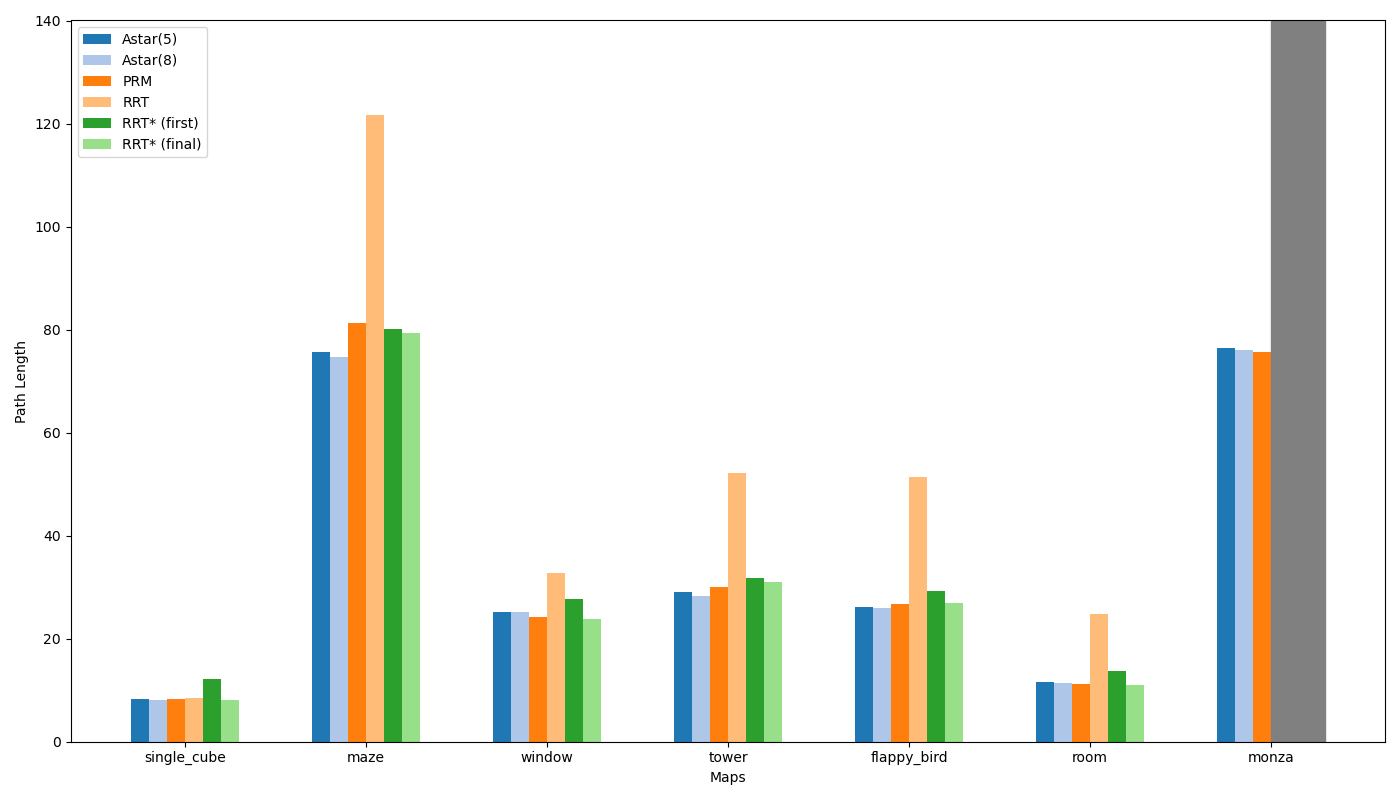 140
120
100
80
60
40
20
0
Path Length
Astar(5)
Astar(8)
PRM
RRT
RRT* (first)
RRT* (final)
single_cube
maze
window
tower
flappy_bird
room
monza
Maps